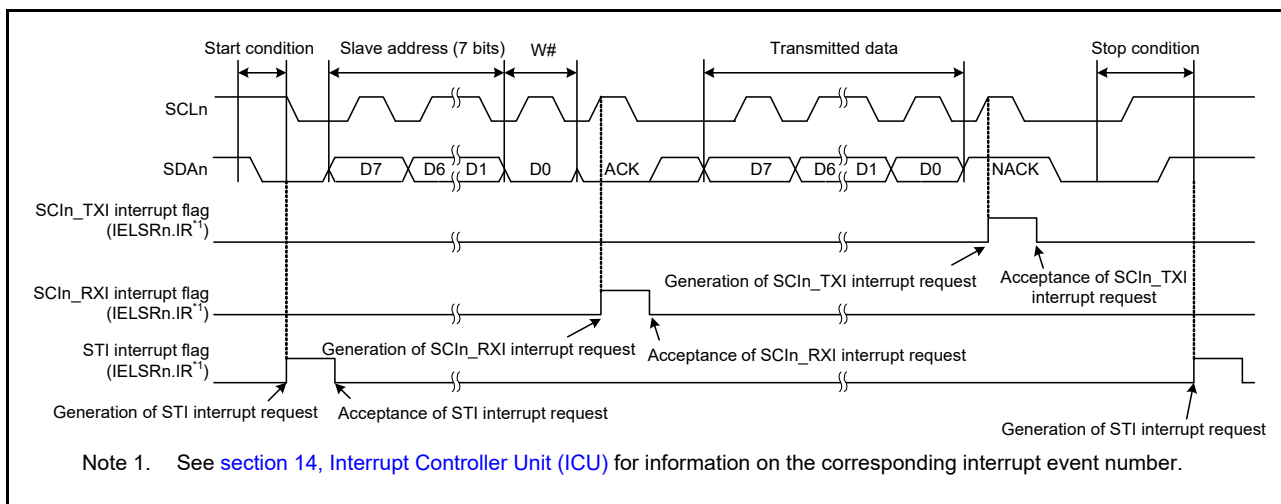 Start condition Slave address (7 bits) W# Transmitted data Stop condition
SCLn
SDAn D7 D6 D1 D0 ACK D7 D6 D1 D0 NACK
SCIn_TXI interrupt flag
(IELSRn.IR*1)
Generation of SCIn_TXI interrupt request
Acceptance of SCIn_TXI
interrupt request
SCIn_RXI interrupt flag
(IELSRn.IR*1)
Generation of SCIn_RXI interrupt request
Acceptance of SCIn_RXI interrupt request
STI interrupt flag
(IELSRn.IR*1)
Generation of STI interrupt request
Acceptance of STI interrupt request
Generation of STI interrupt request
Note 1. See section 14, Interrupt Controller Unit (ICU) for information on the corresponding interrupt event number.